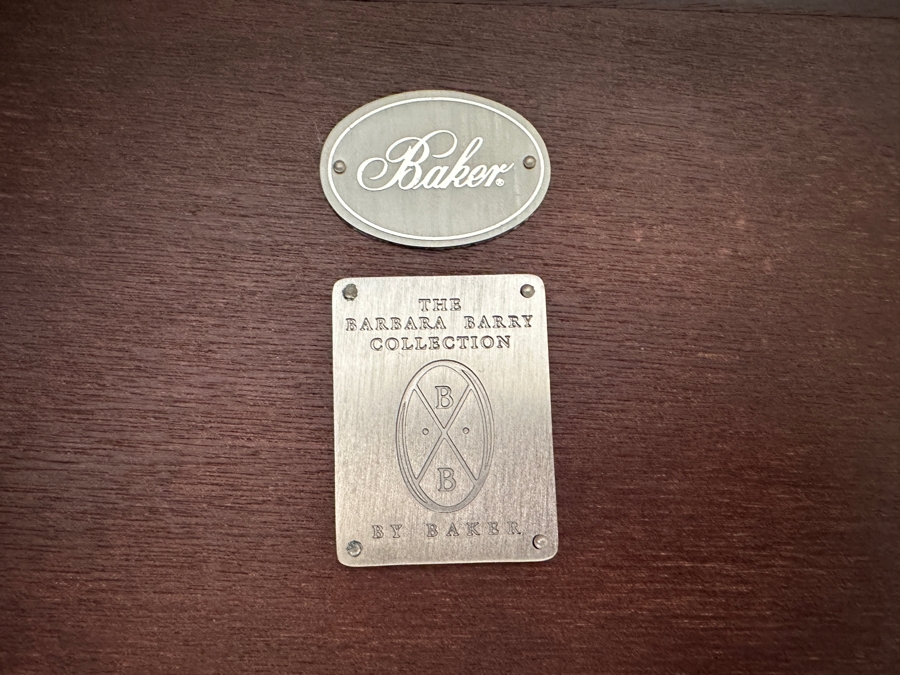 Baker®
THE
BARBARA BARRY
COLLECTION
B
B
BY BAKER